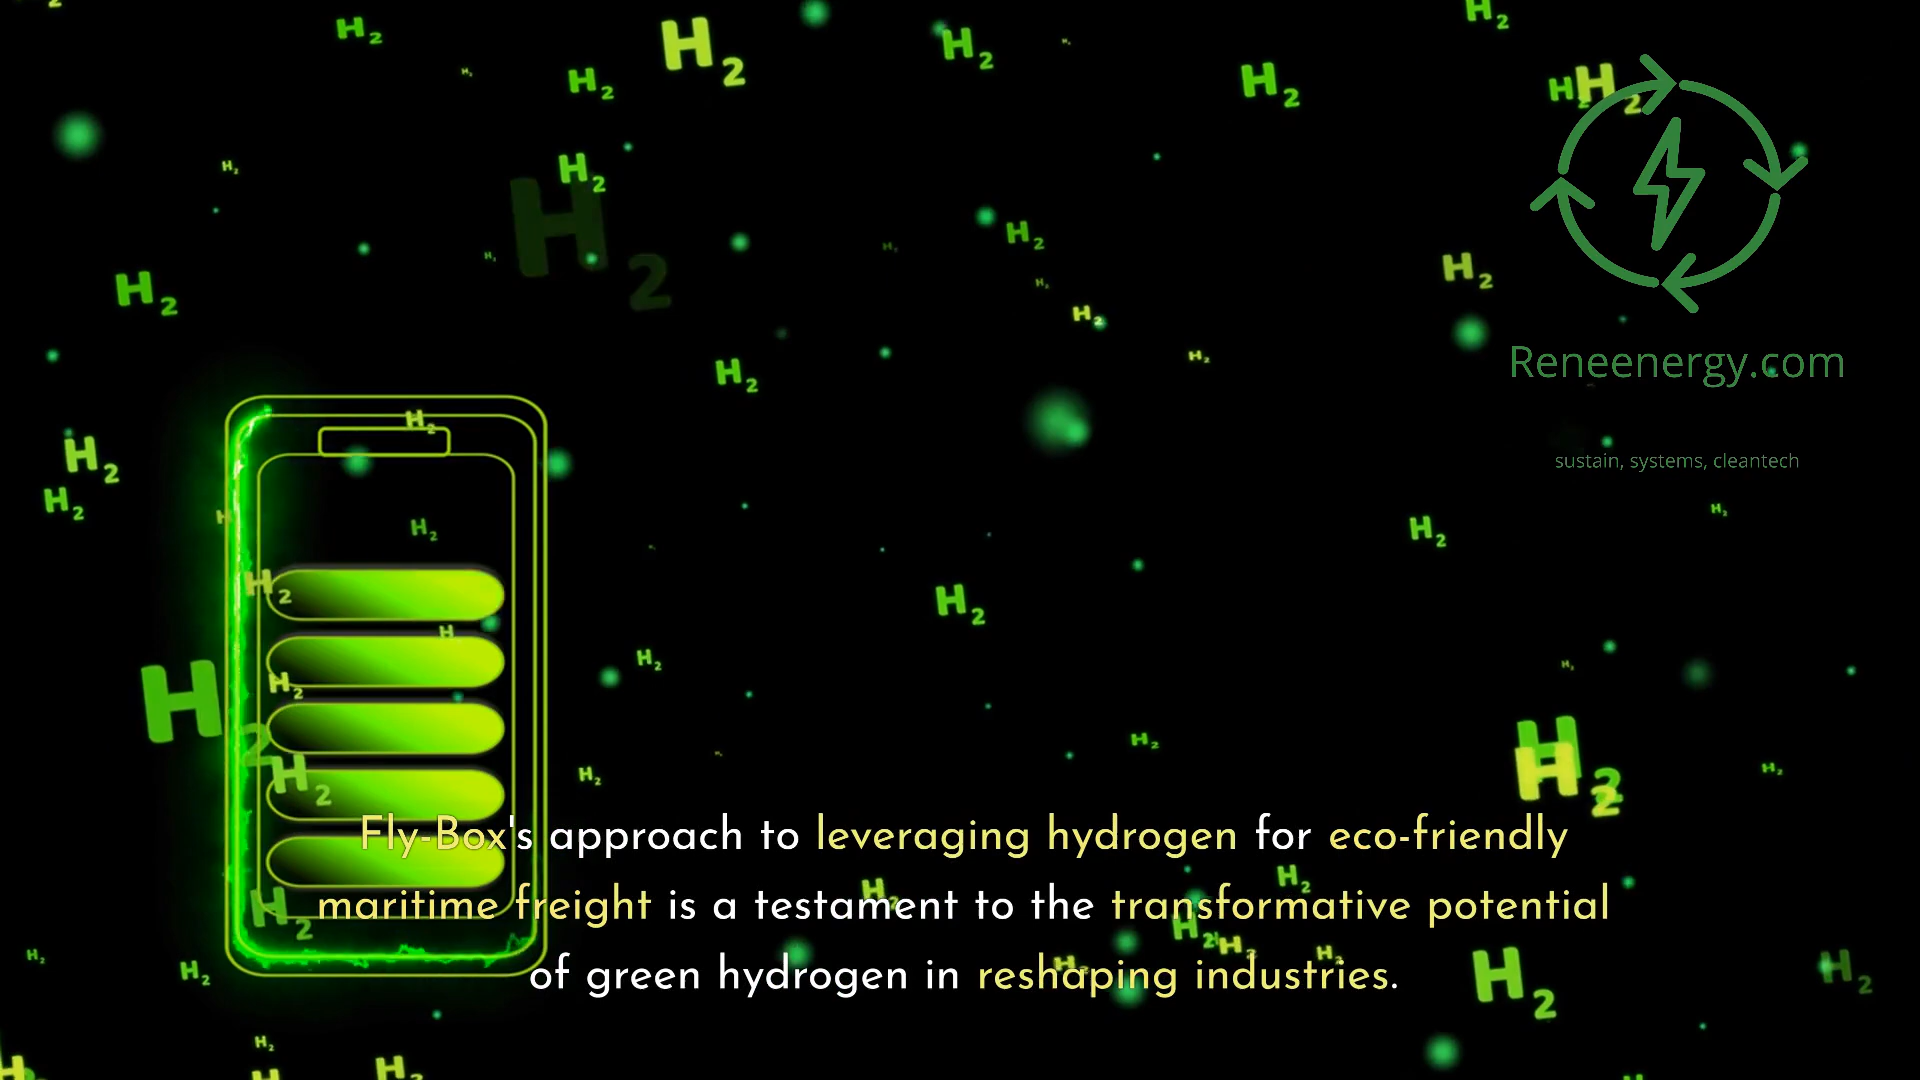 H2
Reneenergy.com
sustain, systems, cleantech
Fly-Box's approach to leveraging hydrogen for eco-friendly
maritime freight is a testament to the transformative potential
of green hydrogen in reshaping industries.